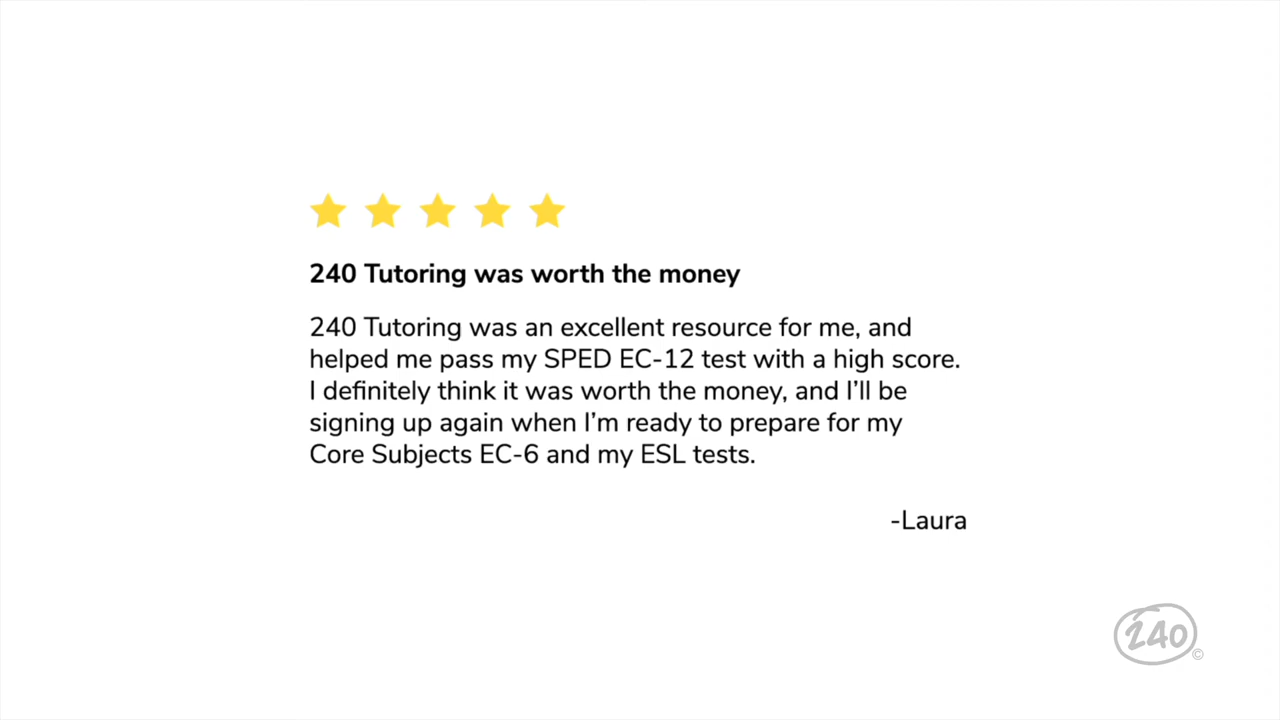 240 Tutoring was worth the money
240 Tutoring was an excellent resource for me, and
helped me pass my SPED EC-12 test with a high score.
I definitely think it was worth the money, and I’ll be
signing up again when I’m ready to prepare for my
Core Subjects EC-6 and my ESL tests.
-Laura
240
©